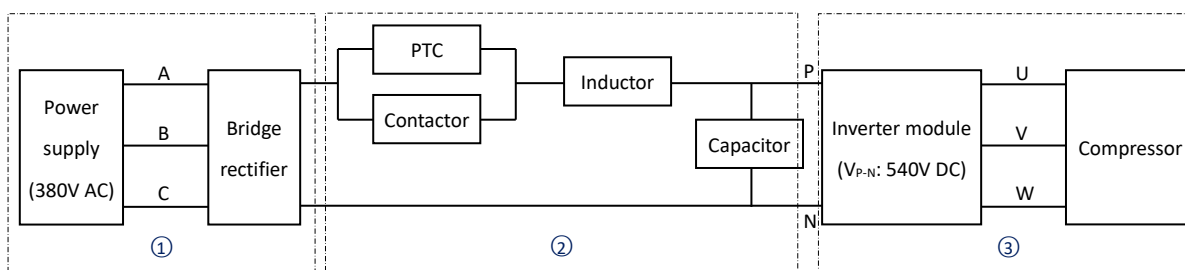 Power
supply
(380V AC)
A
B
C
Bridge
rectifier
①
PTC
Contactor
Inductor
Capacitor
②
P
N
Inverter module
(VP-N: 540V DC)
U
V
W
Compressor
③